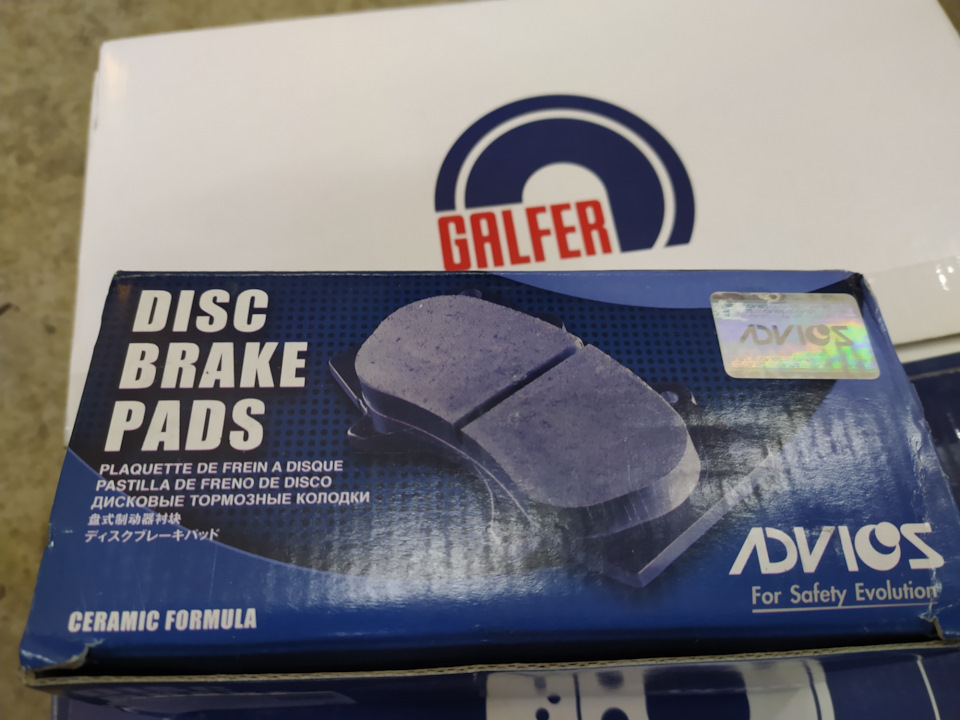 GALFER
DISC
BRAKE
PADS
PLAQUETTE DE FREIN A DISQUE
PASTILLA DE FRENO DE DISCO
ДИСКОВЫЕ ТОРМОЗНЫЕ КОЛОДКИ
盘式制动器衬块
ディスクブレーキパッド
CERAMIC FORMULA
ADVICS
ADVICS
For Safety Evolution